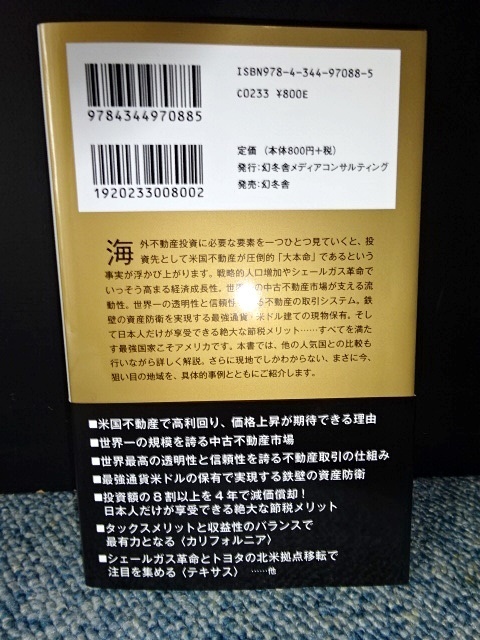 ISBN978-4-344-97088-5
C0233 ¥800E
9784344970885
定価 (本体800円+税)
発行:幻冬舎メディアコンサルティング
発売:幻冬舎
1920233008002
海外不動産投資に必要な要素を一つひとつ見ていくと、投
資先として米国不動産が圧倒的「大本命」であるという
事実が浮かび上がります。戦略的人口増加やシェールガス革命で
いっそう高まる経済成長性。世界一の中古不動産市場が支える流
動性。世界一の透明性と信頼性 る不動産の取引システム。鉄
壁の資産防衛を実現する最強通貨・米ドル建ての現物保有。そ
して日本人だけが享受できる絶大な節税メリット……すべてを満た
す最強国家こそアメリカです。本書では、他の人気国との比較も
行いながら詳しく解説。さらに現地でしかわからない、まさに今、
狙い目の地域を、具体的事例とともにご紹介します。
■米国不動産で高利回り、価格上昇が期待できる理由
■世界一の規模を誇る中古不動産市場
■世界最高の透明性と信頼性を誇る不動産取引の仕組み
■最強通貨米ドルの保有で実現する鉄壁の資産防衛
■投資額の8割以上を4年で減価償却!
日本人だけが享受できる絶大な節税メリット
■タックスメリットと収益性のバランスで
最有力となる〈カリフォルニア〉
■シェールガス革命とトヨタの北米拠点移転で
注目を集める〈テキサス〉 ……他